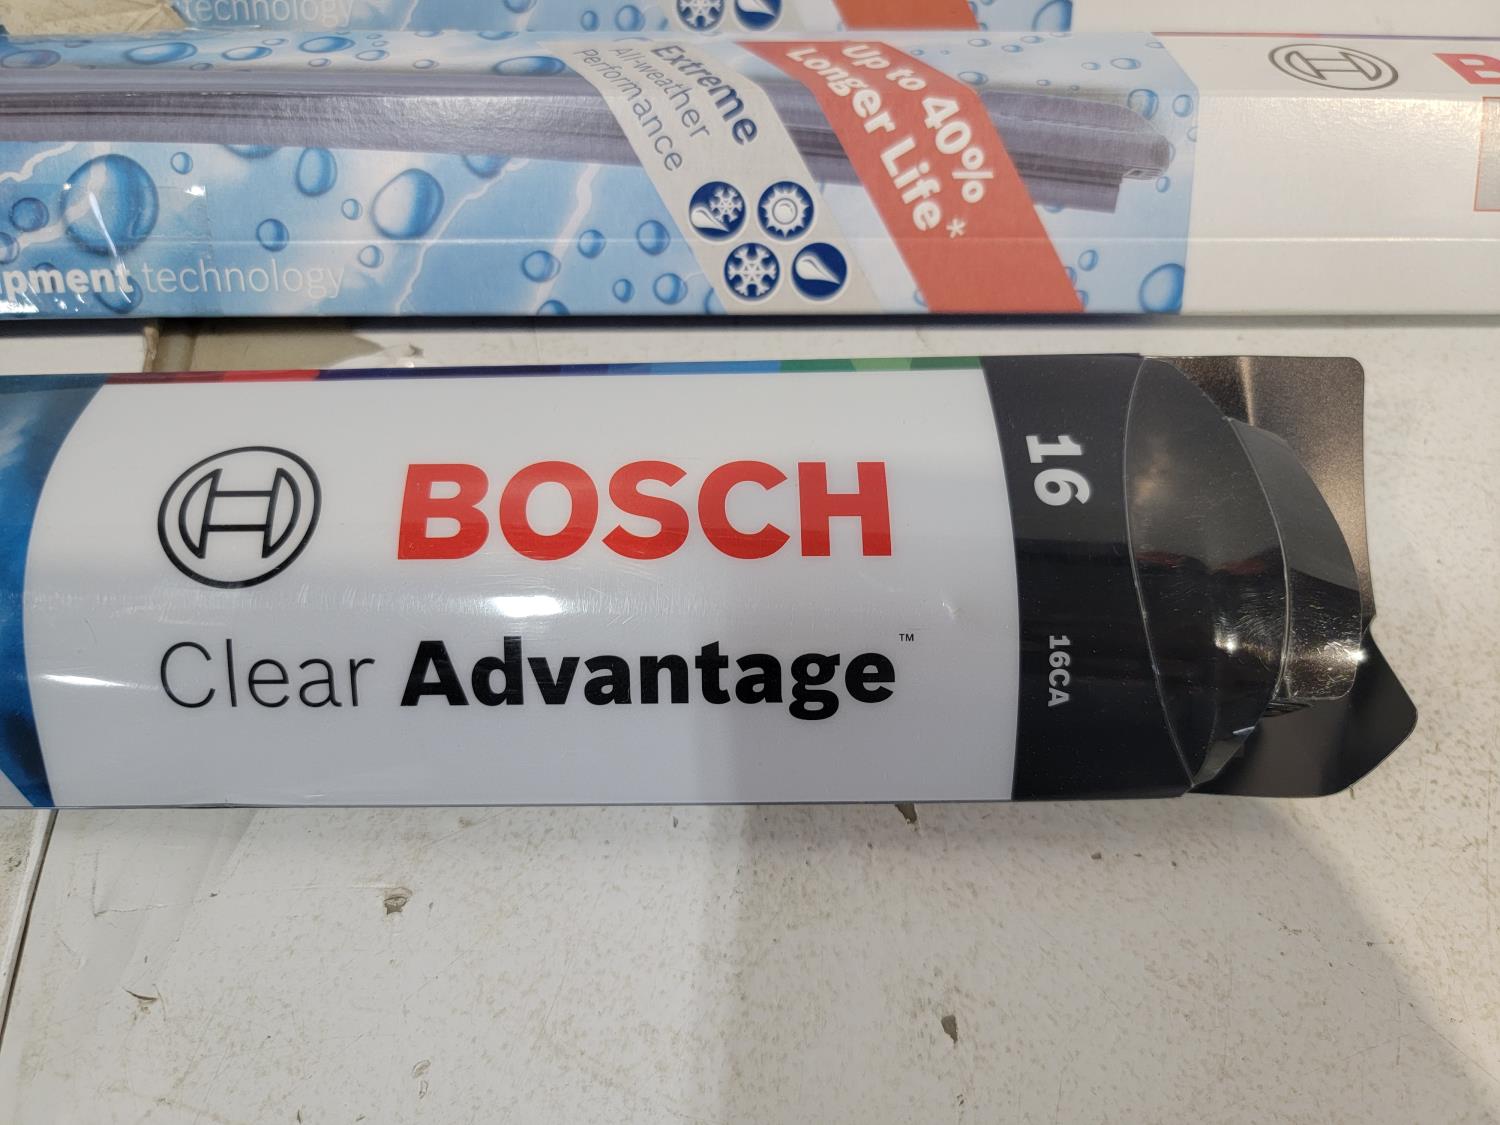 technology
Extreme
All-weather
Performance
Up to 40%
Longer Life*
pment technology
B
BOSCH
Clear Advantage™
16
16CA